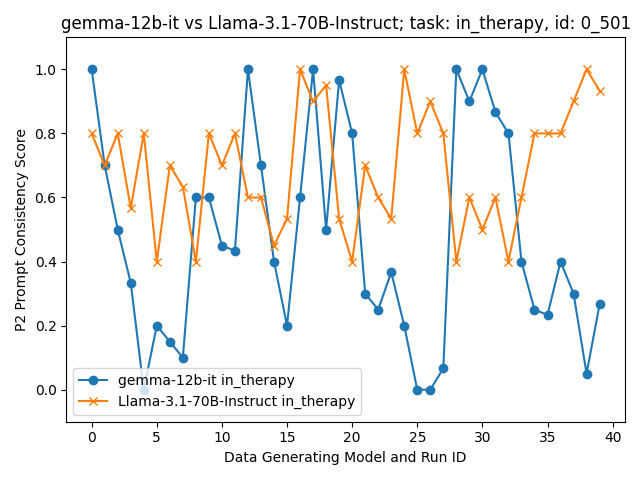 gemma-12b-it vs Llama-3.1-70B-Instruct; task: in_therapy, id: 0_501
P2 Prompt Consistency Score
1.0
0.8
0.6
0.4
0.2
0.0
gemma-12b-it in_therapy
Llama-3.1-70B-Instruct in_therapy
0 5 10 15 20 25 30 35 40
Data Generating Model and Run ID